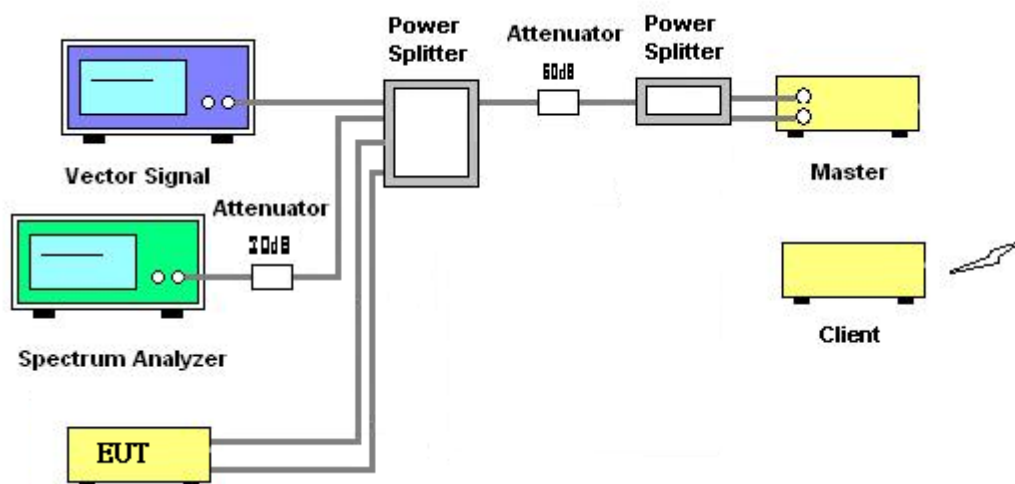 Power
Splitter
Attenuator
60dB
Power
Splitter
Vector Signal
Master
Attenuator
Spectrum Analyzer
Client
EUT